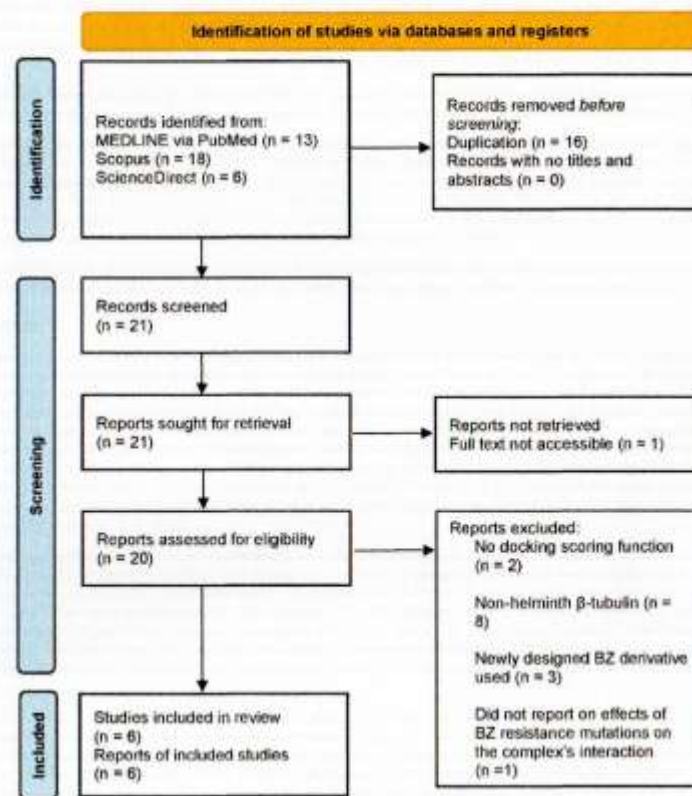 Identification of studies via databases and registers
Identification
Records identified from:
MEDLINE via PubMed (n = 13)
Scopus (n = 18)
ScienceDirect (n = 6)
Records removed before
screening:
Duplication (n = 16)
Records with no titles and
abstracts (n = 0)
Screening
Records screened
(n = 21)
Reports sought for retrieval
(n = 21)
Reports not retrieved
Full text not accessible (n = 1)
Reports assessed for eligibility
(n = 20)
Reports excluded:
No docking scoring function
(n = 2)
Non-helminth β-tubulin (n =
8)
Newly designed BZ derivative
used (n = 3)
Did not report on effects of
BZ resistance mutations on
the complex's interaction
(n =1)
Included
Studies included in review
(n = 6)
Reports of included studies
(n = 6)